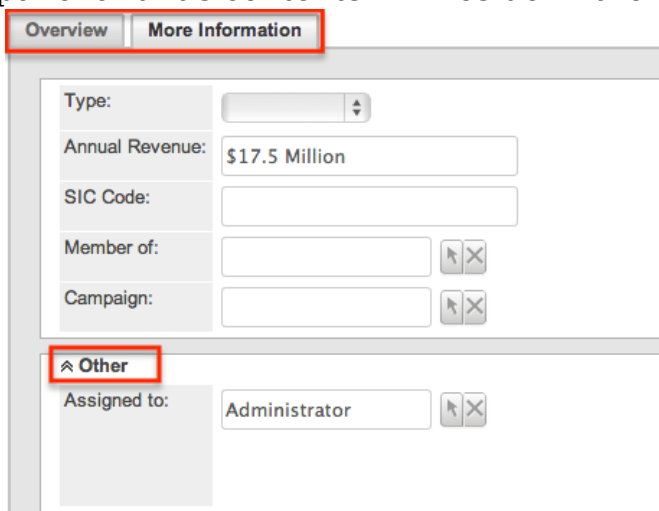 Overview More Information
Type:
Annual Revenue: $17.5 Million
SIC Code:
Member of:
Campaign:
Other
Assigned to: Administrator